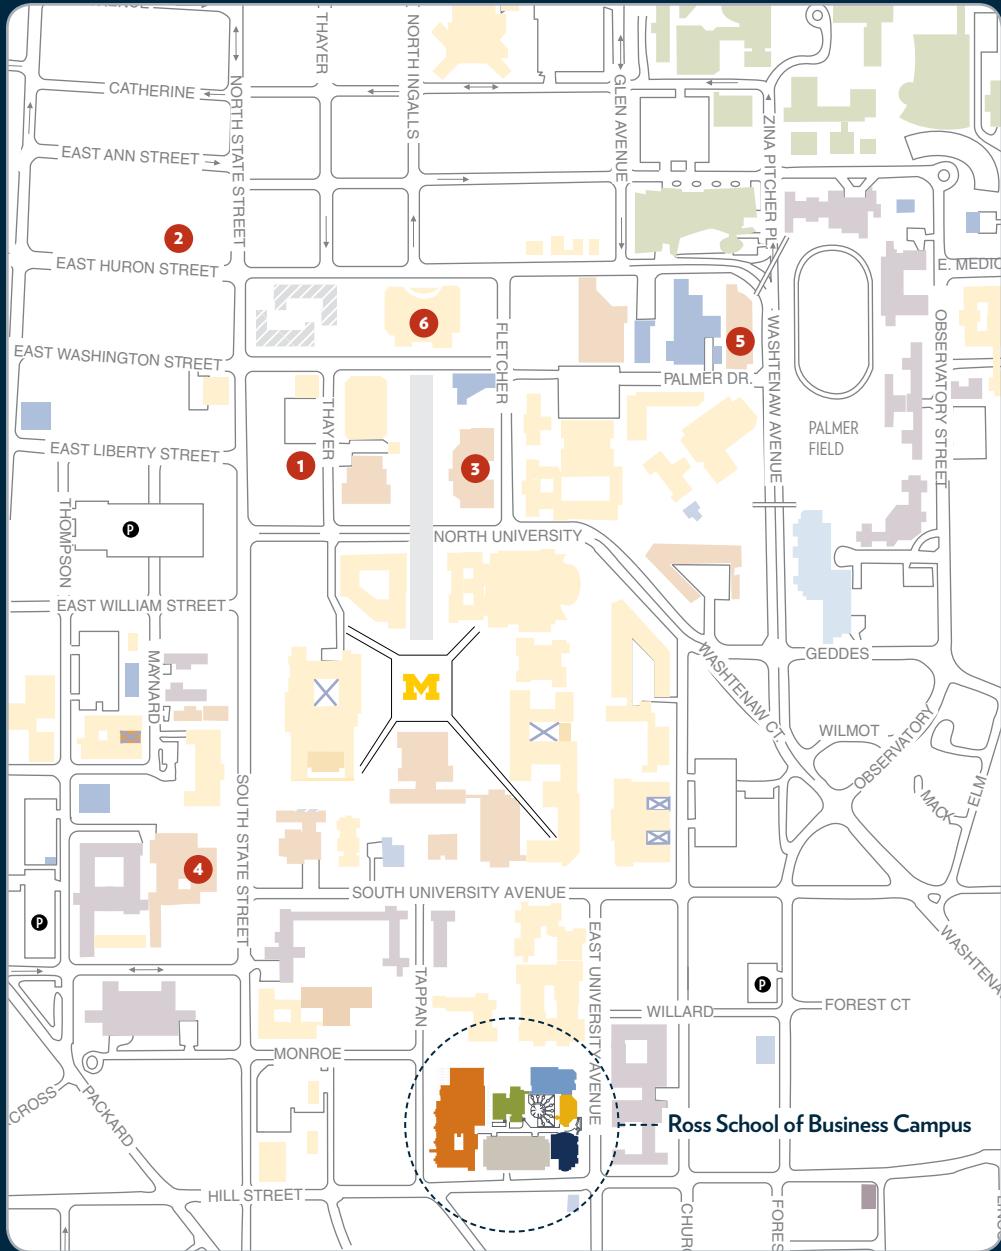 THAYER
NORTH INGALLS
CATHERINE
NORTH STATE STREET
GLEN AVENUE
ZINA PITCHER PL.
EAST ANN STREET
2
EAST HURON STREET
E. MEDIC
6
5
EAST WASHINGTON STREET
FLETCHER
WASHTENAW AVENUE
OBSERVATORY STREET
PALMER DR.
THAYER
PALMER
FIELD
EAST LIBERTY STREET
1
3
THOMPSON
P
NORTH UNIVERSITY
EAST WILLIAM STREET
MAYNARD
M
WASHTENAW CT.
GEDDES
WILMOT
OBSERVATORY
MACK
ELM
SOUTH STATE STREET
4
SOUTH UNIVERSITY AVENUE
P
TAPPAN
EAST UNIVERSITY AVENUE
WASHTENA
P
WILLARD
FOREST CT
MONROE
CROSS
PACKARD
Ross School of Business Campus
HILL STREET
CHURC
FORES